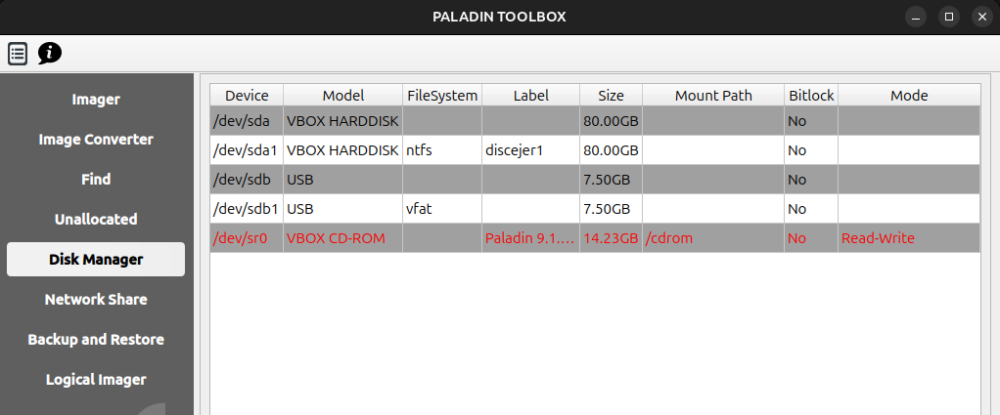 PALADIN TOOLBOX
Imager
Image Converter
Find
Unallocated
Disk Manager
Network Share
Backup and Restore
Logical Imager
Device Model FileSystem Label Size Mount Path Bitlock Mode
/dev/sda VBOX HARDDISK 80.00GB No
/dev/sda1 VBOX HARDDISK ntfs discejer1 80.00GB No
/dev/sdb USB 7.50GB No
/dev/sdb1 USB vfat 7.50GB No
/dev/sr0 VBOX CD-ROM Paladin 9.1.... 14.23GB /cdrom No Read-Write